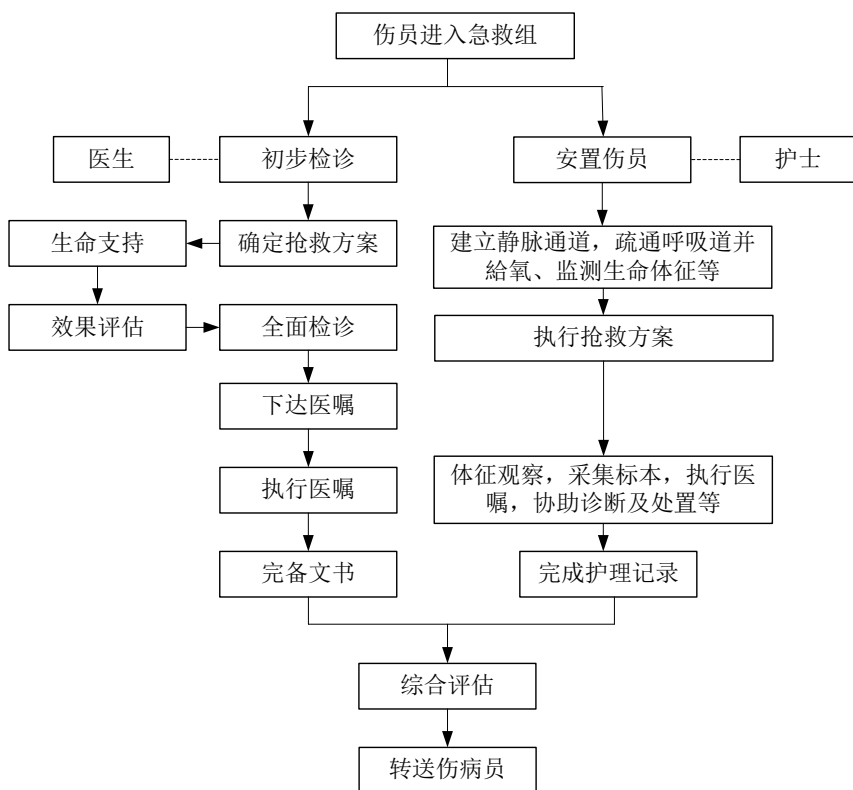 伤员进入急救组
医生
初步检诊
安置伤员
护士
生命支持
确定抢救方案
建立静脉通道，疏通呼吸道并
給氧、监测生命体征等
效果评估
全面检诊
执行抢救方案
下达医嘱
执行医嘱
体征观察，采集标本，执行医
嘱，协助诊断及处置等
完备文书
完成护理记录
综合评估
转送伤病员